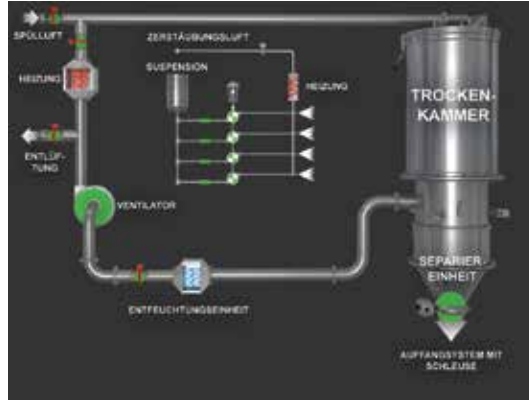 SPÜLLUFT
ZERSTÄUBUNGSLUFT
HEIZUNG
SUSPENSION
HEIZUNG
TROCKEN-
KAMMER
ENTLÜF-
TUNG
VENTILATOR
SEPARIER
EINHEIT
ENTFEUCHTUNGSEINHEIT
AUFFANGSYSTEM MIT
SCHLEUSE